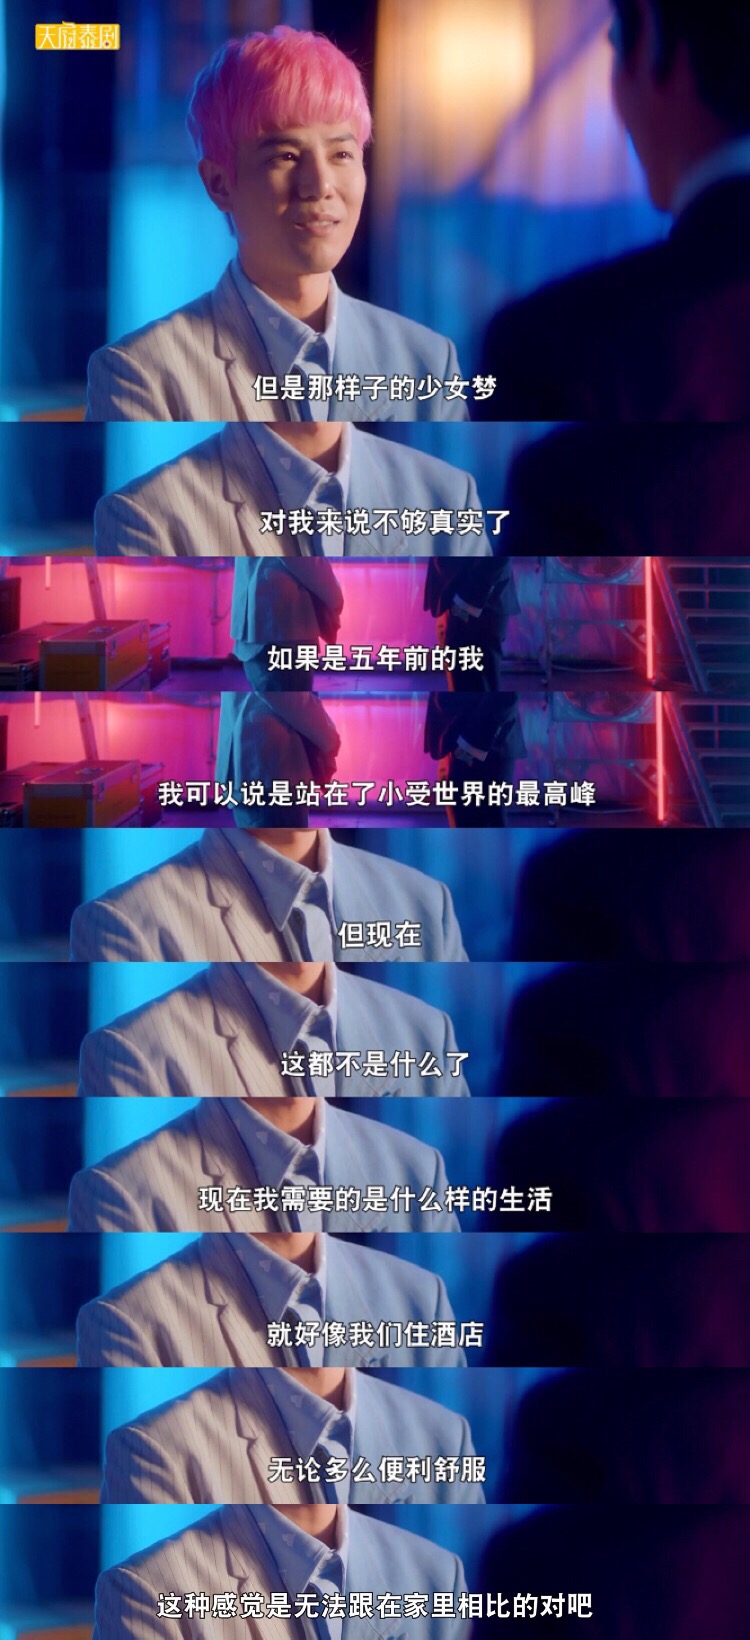 天府泰剧
但是那样子的少女梦
对我来说不够真实了
如果是五年前的我
我可以说是站在了小受世界的最高峰
但现在
这都不是什么了
现在我需要的是什么样的生活
就好像我们住酒店
无论多么便利舒服
这种感觉是无法跟在家里相比的对吧